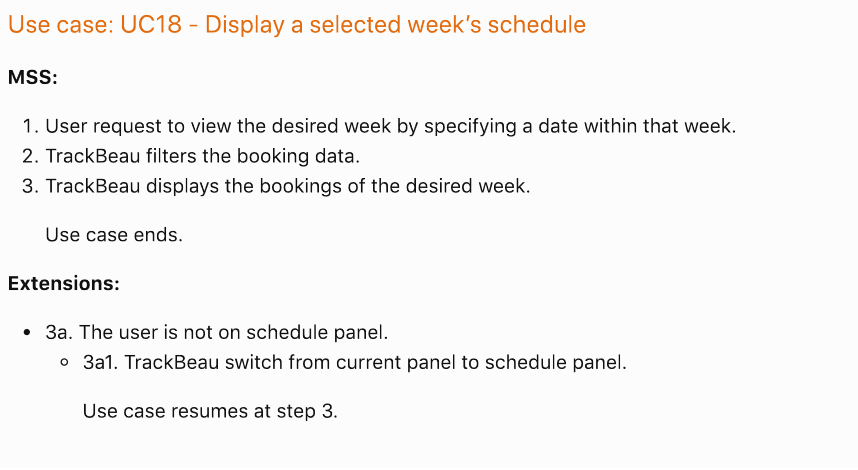 Use case: UC18 - Display a selected week’s schedule
MSS:
1. User request to view the desired week by specifying a date within that week.
2. TrackBeau filters the booking data.
3. TrackBeau displays the bookings of the desired week.
Use case ends.
Extensions:
• 3a. The user is not on schedule panel.
○ 3a1. TrackBeau switch from current panel to schedule panel.
Use case resumes at step 3.